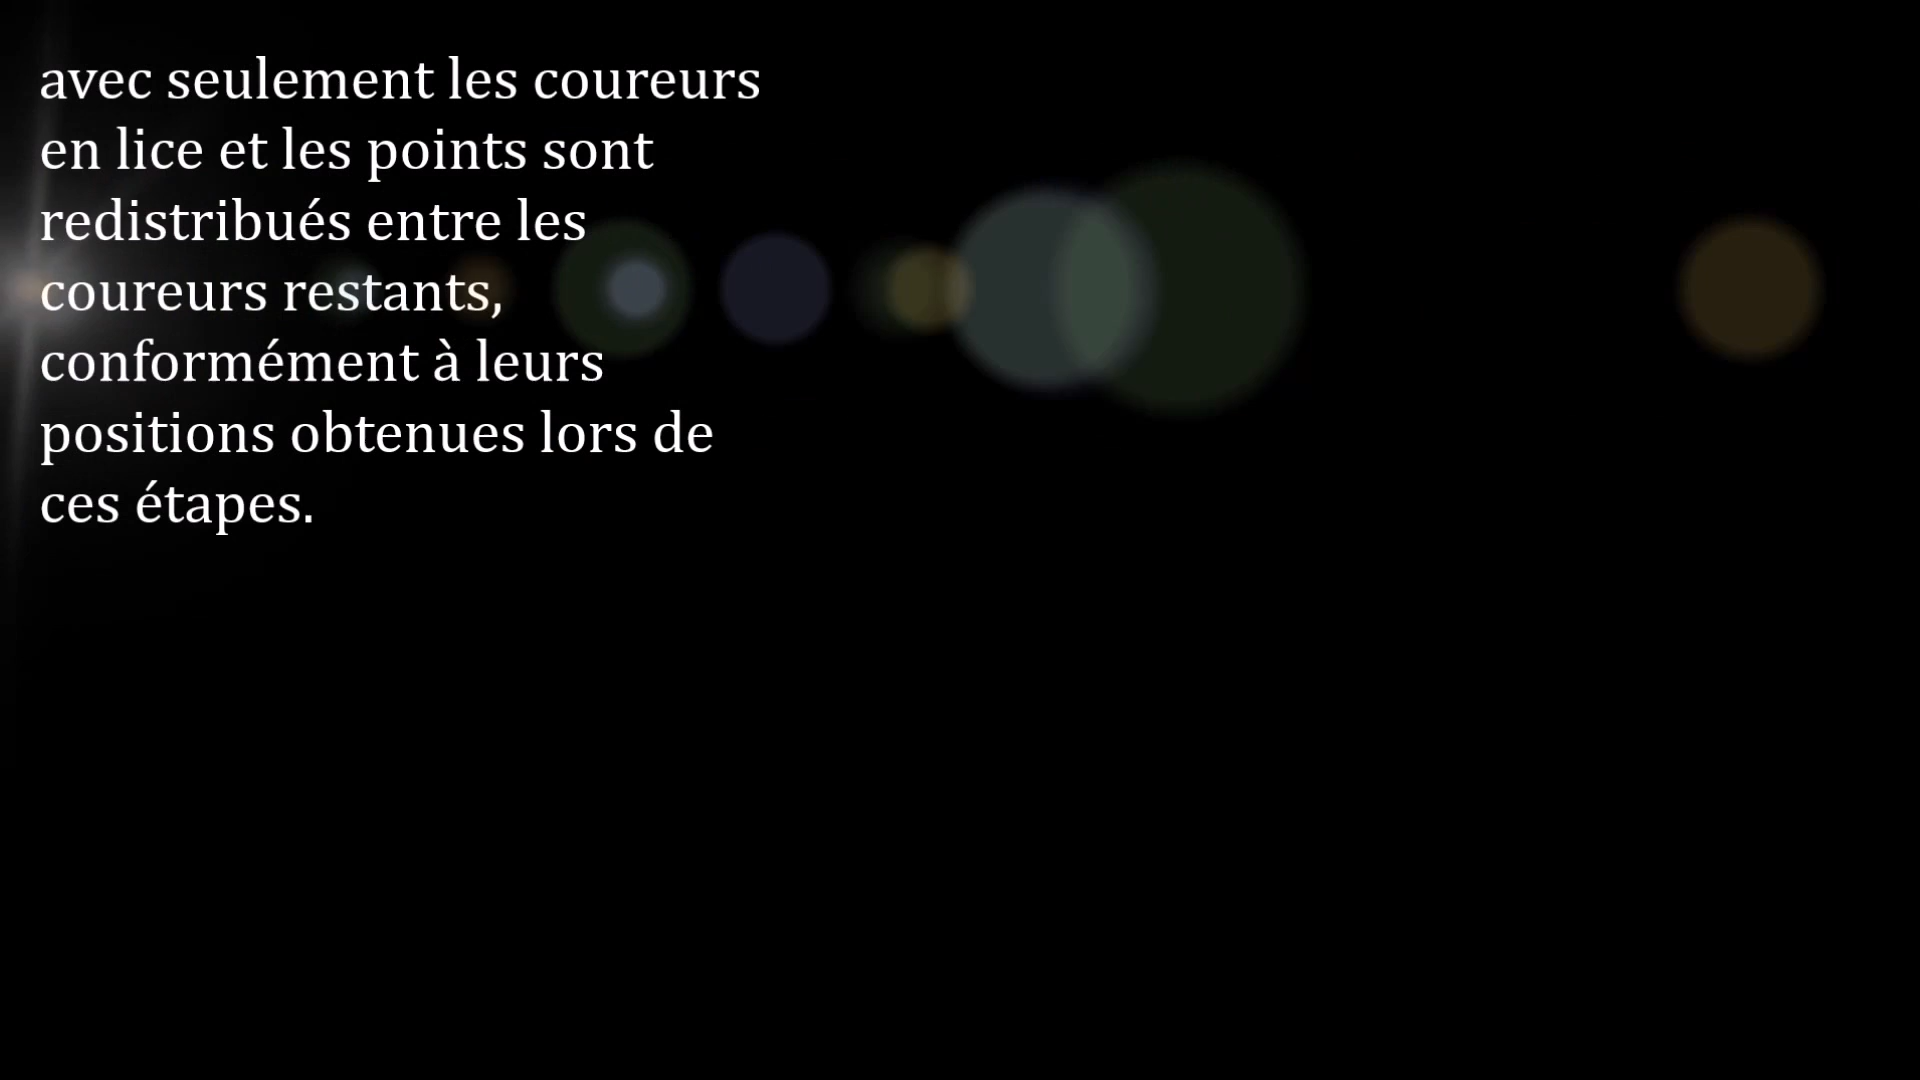 avec seulement les coureurs
en lice et les points sont
redistribués entre les
coureurs restants,
conformément à leurs
positions obtenues lors de
ces étapes.